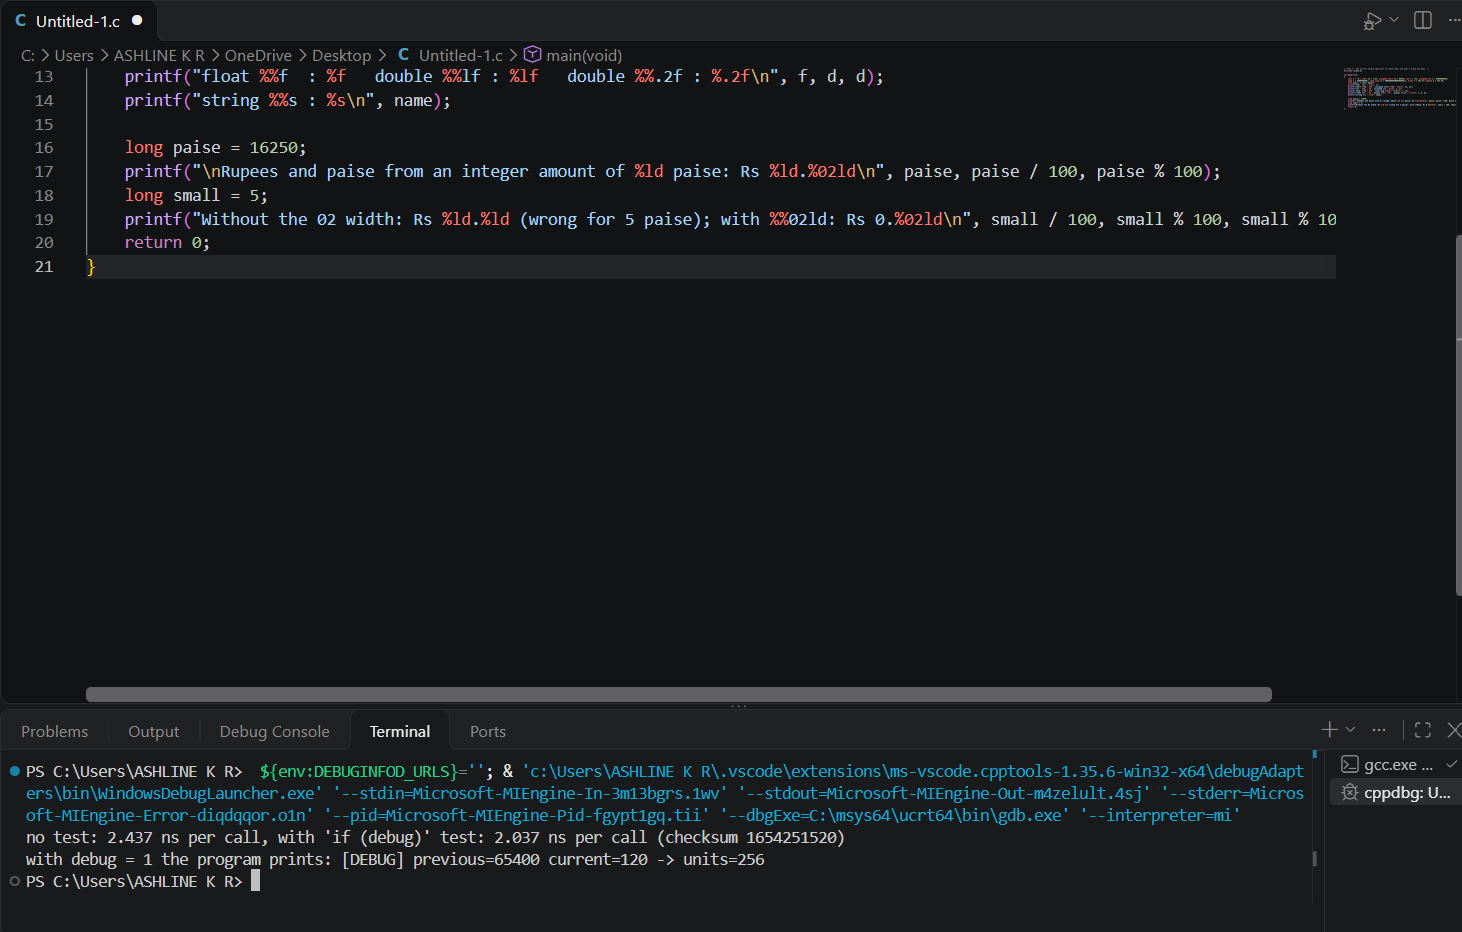 C Untitled-1.c
C: > Users > ASHLINE K R > OneDrive > Desktop > C Untitled-1.c > main(void)
13 printf("float %%f  : %f   double %%lf : %lf   double %%.2f : %.2f\n", f, d, d);
14 printf("string %%s : %s\n", name);
15
16 long paise = 16250;
17 printf("\nRupees and paise from an integer amount of %ld paise: Rs %ld.%02ld\n", paise, paise / 100, paise % 100);
18 long small = 5;
19 printf("Without the 02 width: Rs %ld.%ld (wrong for 5 paise); with %%02ld: Rs 0.%02ld\n", small / 100, small % 100, small % 10
20 return 0;
21 }
Problems Output Debug Console Terminal Ports
PS C:\Users\ASHLINE K R>  ${env:DEBUGINFOD_URLS}=''; & 'c:\Users\ASHLINE K R\.vscode\extensions\ms-vscode.cpptools-1.35.6-win32-x64\debugAdapt
ers\bin\WindowsDebugLauncher.exe' '--stdin=Microsoft-MIEngine-In-3m13bgrs.1wv' '--stdout=Microsoft-MIEngine-Out-m4zelult.4sj' '--stderr=Micros
oft-MIEngine-Error-diqdqqor.o1n' '--pid=Microsoft-MIEngine-Pid-fgypt1gq.tii' '--dbgExe=C:\msys64\ucrt64\bin\gdb.exe' '--interpreter=mi'
no test: 2.437 ns per call, with 'if (debug)' test: 2.037 ns per call (checksum 1654251520)
with debug = 1 the program prints: [DEBUG] previous=65400 current=120 -> units=256
PS C:\Users\ASHLINE K R>
gcc.exe ...
cppdbg: U...